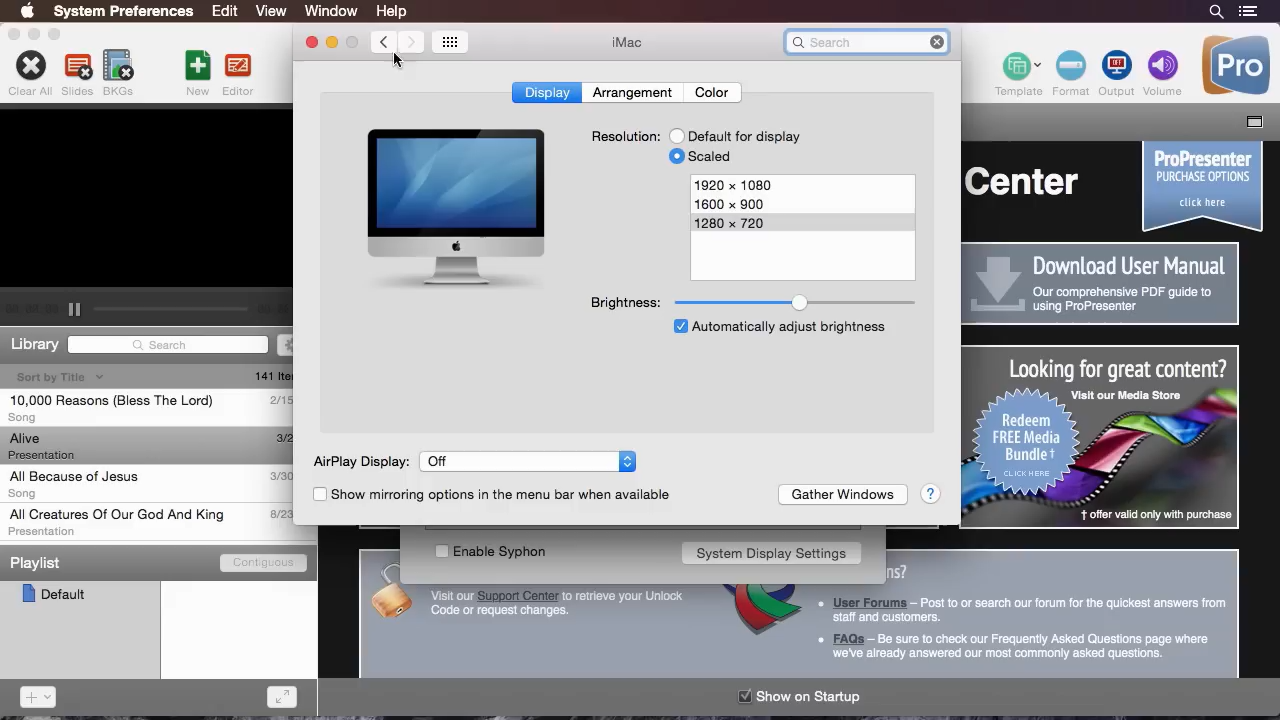 System Preferences Edit View Window Help
iMac
Search
Clear All Slides BKGs New Editor
Template Format Output Volume
Pro
Display Arrangement Color
Resolution: Default for display
Scaled
1920 × 1080
1600 × 900
1280 × 720
Brightness:
Automatically adjust brightness
AirPlay Display: Off
Show mirroring options in the menu bar when available
Gather Windows ?
Enable Syphon
System Display Settings
Library Search
Sort by Title 141 Ite
10,000 Reasons (Bless The Lord) 2/15
Song
Alive 3/2
Presentation
All Because of Jesus 3/30
Song
All Creatures Of Our God And King 8/23
Presentation
Playlist Contiguous
Default
Center
ProPresenter
PURCHASE OPTIONS
click here
Download User Manual
Our comprehensive PDF guide to
using ProPresenter
Looking for great content?
Visit our Media Store
Redeem
FREE Media
Bundle †
CLICK HERE
† offer valid only with purchase
Visit our Support Center to retrieve your Unlock
Code or request changes.
ns?
• User Forums – Post to or search our forum for the quickest answers from
staff and customers.
• FAQs – Be sure to check our Frequently Asked Questions page where
we've already answered our most commonly asked questions.
Show on Startup